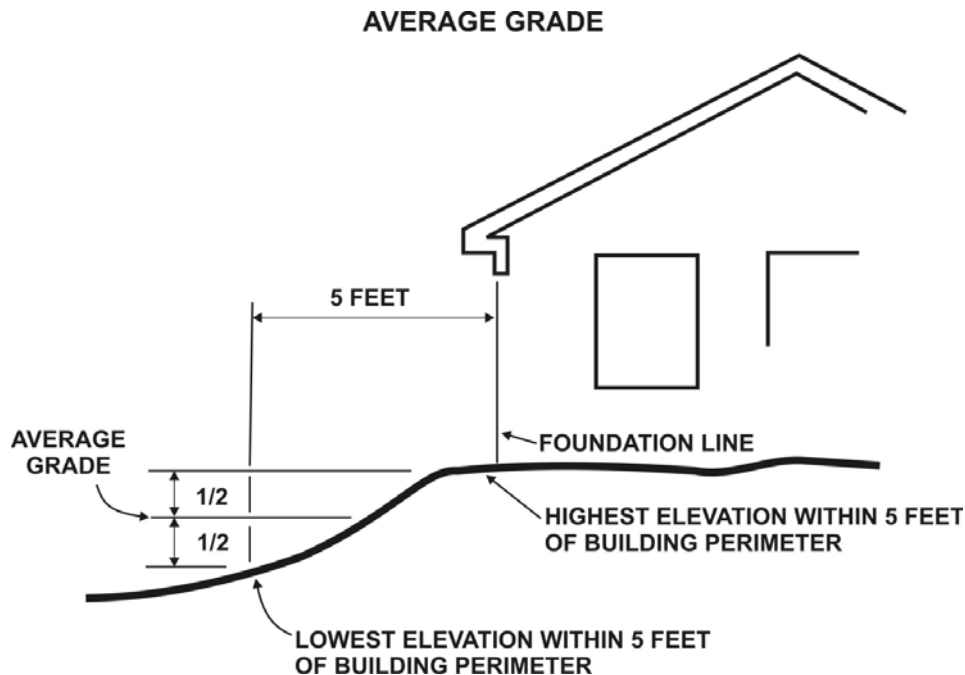 AVERAGE GRADE
5 FEET
AVERAGE
GRADE
FOUNDATION LINE
1/2
1/2
HIGHEST ELEVATION WITHIN 5 FEET
OF BUILDING PERIMETER
LOWEST ELEVATION WITHIN 5 FEET
OF BUILDING PERIMETER